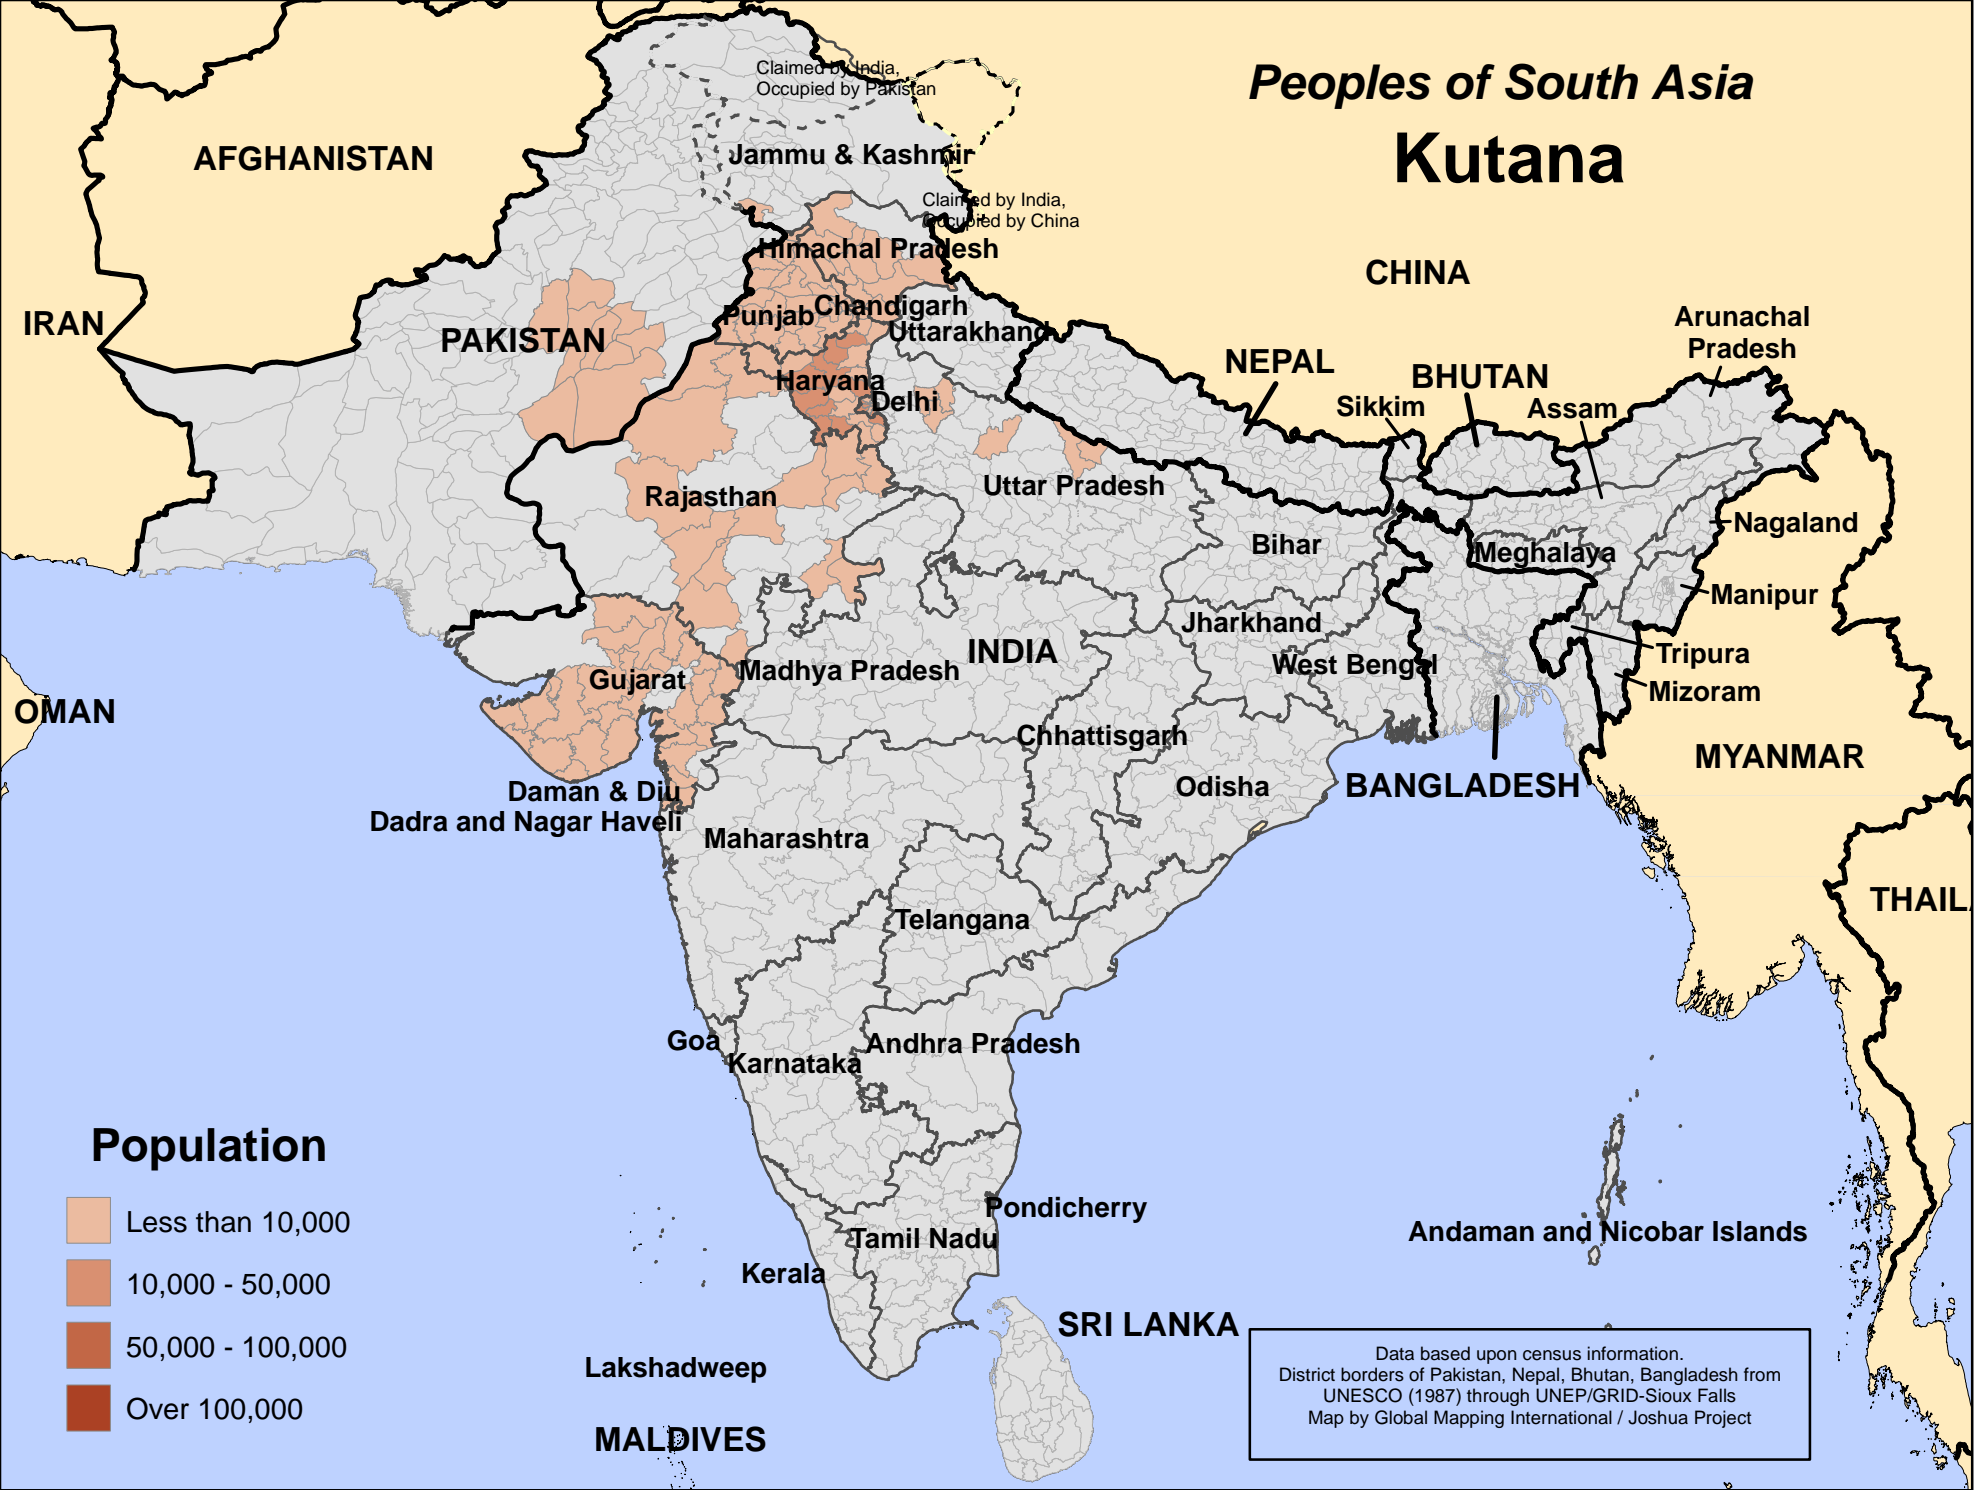 Peoples of South Asia
Kutana
Claimed by India,
Occupied by Pakistan
AFGHANISTAN
Jammu & Kashmir
Claimed by India,
Occupied by China
Himachal Pradesh
CHINA
IRAN
PAKISTAN
Punjab
Chandigarh
Uttarakhand
Arunachal
Pradesh
NEPAL
BHUTAN
Haryana
Delhi
Sikkim
Assam
Rajasthan
Uttar Pradesh
Nagaland
Bihar
Meghalaya
Manipur
Jharkhand
INDIA
Tripura
West Bengal
Madhya Pradesh
Gujarat
Mizoram
OMAN
Chhattisgarh
MYANMAR
Odisha
BANGLADESH
Daman & Diu
Dadra and Nagar Haveli
Maharashtra
THAIL
Telangana
Goa
Andhra Pradesh
Karnataka
Population
Less than 10,000
10,000 - 50,000
50,000 - 100,000
Over 100,000
Pondicherry
Tamil Nadu
Kerala
Andaman and Nicobar Islands
SRI LANKA
Lakshadweep
MALDIVES
Data based upon census information.
District borders of Pakistan, Nepal, Bhutan, Bangladesh from
UNESCO (1987) through UNEP/GRID-Sioux Falls
Map by Global Mapping International / Joshua Project